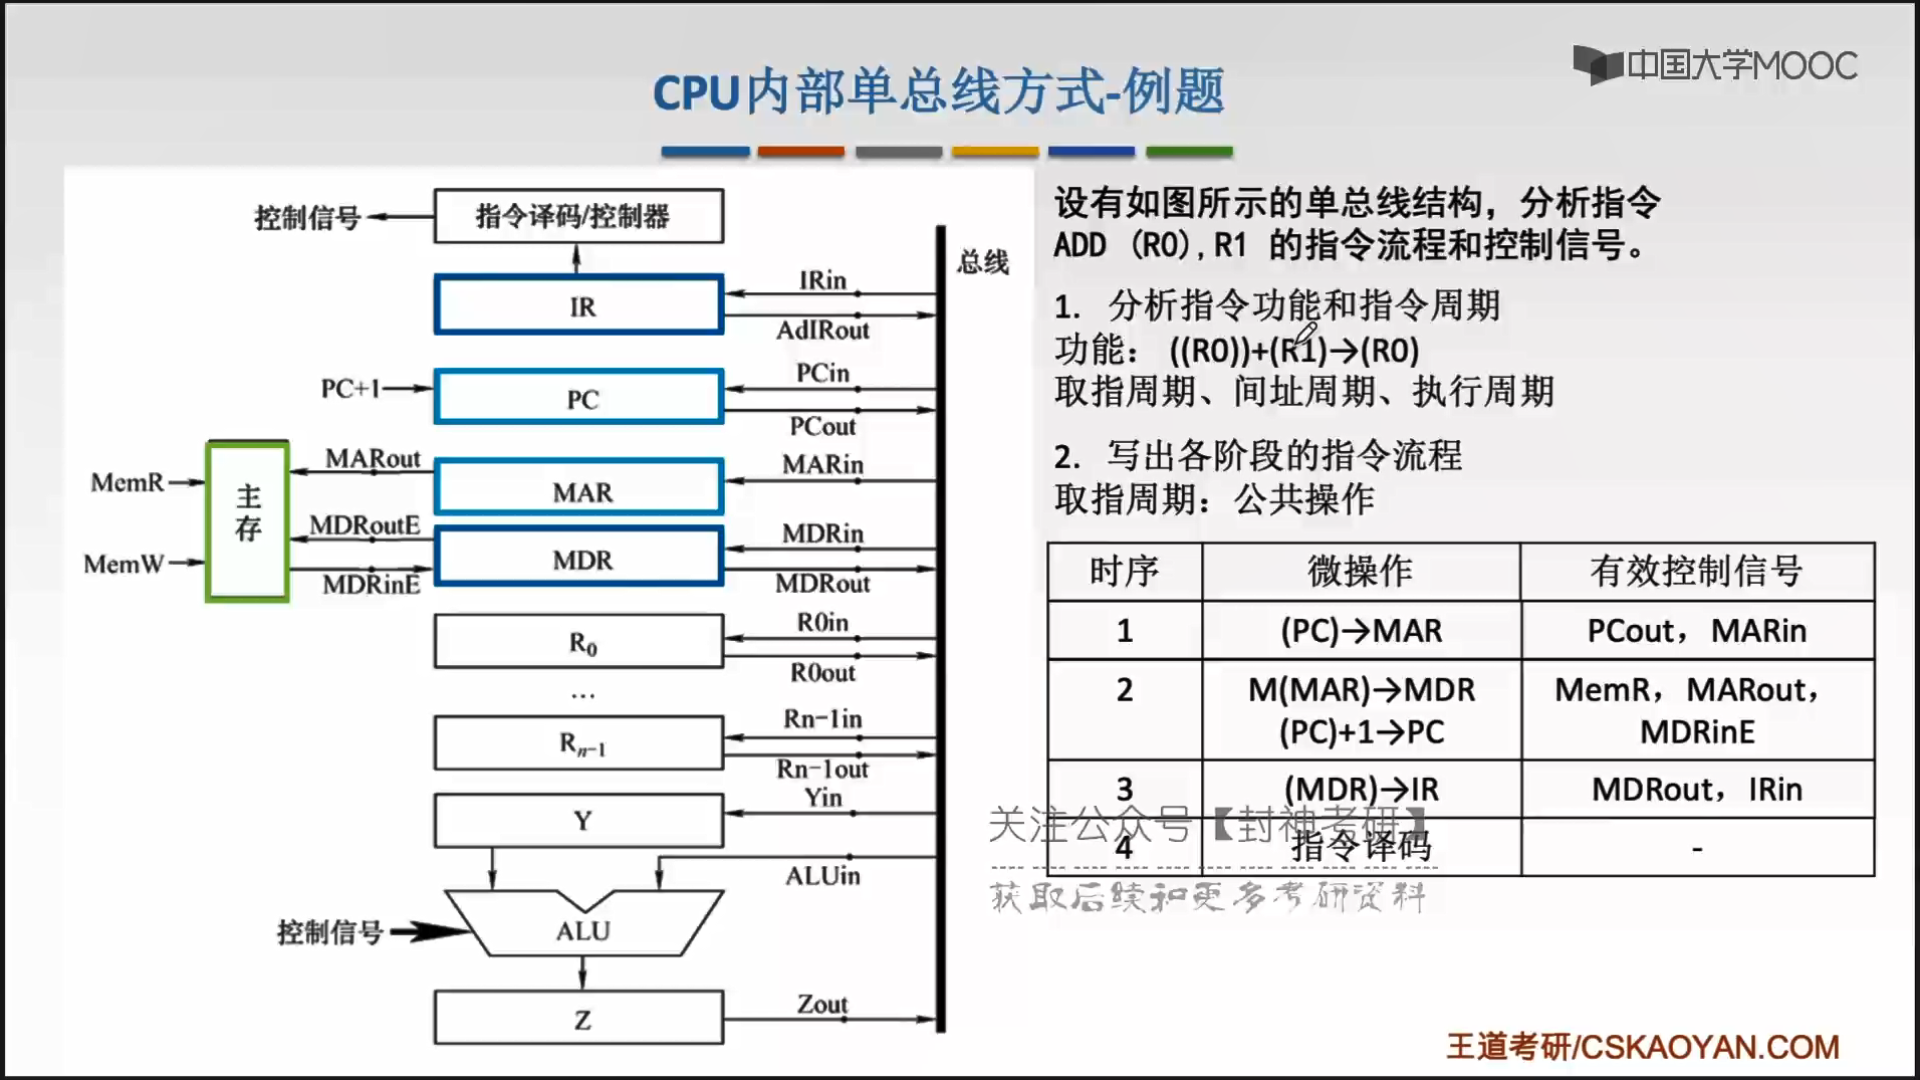 中国大学MOOC
CPU内部单总线方式-例题
控制信号
指令译码/控制器
总线
IRin
IR
AdIRout
PCin
PC+1
PC
PCout
MARout
MARin
MemR
主存
MAR
MDRoutE
MDRin
MemW
MDR
MDRinE
MDRout
R0in
R0
R0out
...
Rn-1in
Rn-1
Rn-1out
Yin
Y
ALUin
控制信号
ALU
Zout
Z
设有如图所示的单总线结构，分析指令
ADD (R0),R1 的指令流程和控制信号。
1. 分析指令功能和指令周期
功能： ((R0))+(R1)→(R0)
取指周期、间址周期、执行周期
2. 写出各阶段的指令流程
取指周期：公共操作
时序 微操作 有效控制信号
1 (PC)→MAR PCout，MARin
2 M(MAR)→MDR MemR，MARout，
(PC)+1→PC MDRinE
3 (MDR)→IR MDRout，IRin
4 指令译码 -
关注公众号【封神考研】
获取后续和更多考研资料
王道考研/CSKAOYAN.COM